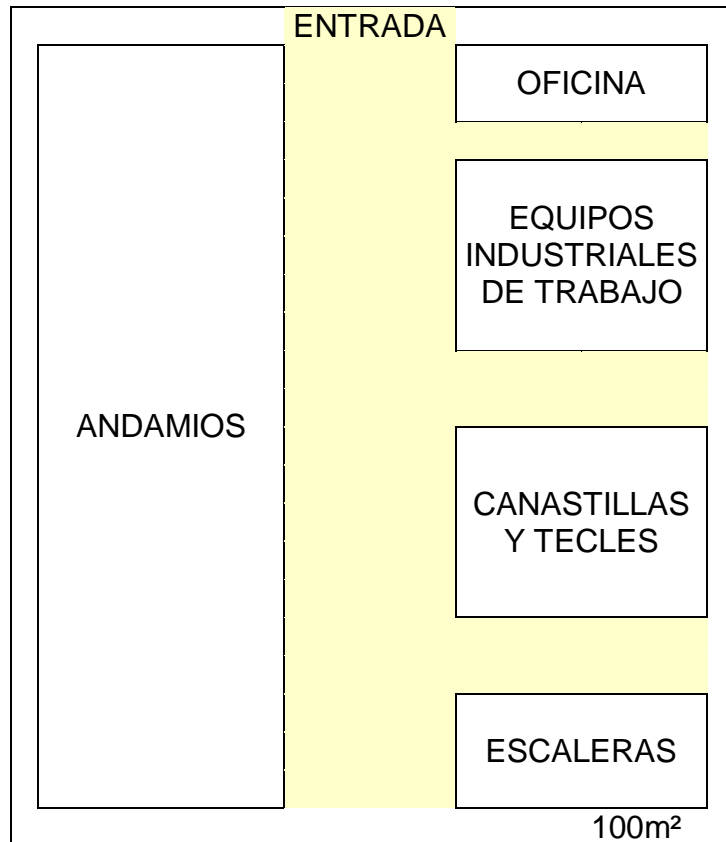 ENTRADA
OFICINA
EQUIPOS
INDUSTRIALES
DE TRABAJO
ANDAMIOS
CANASTILLAS
Y TECLES
ESCALERAS
100m²